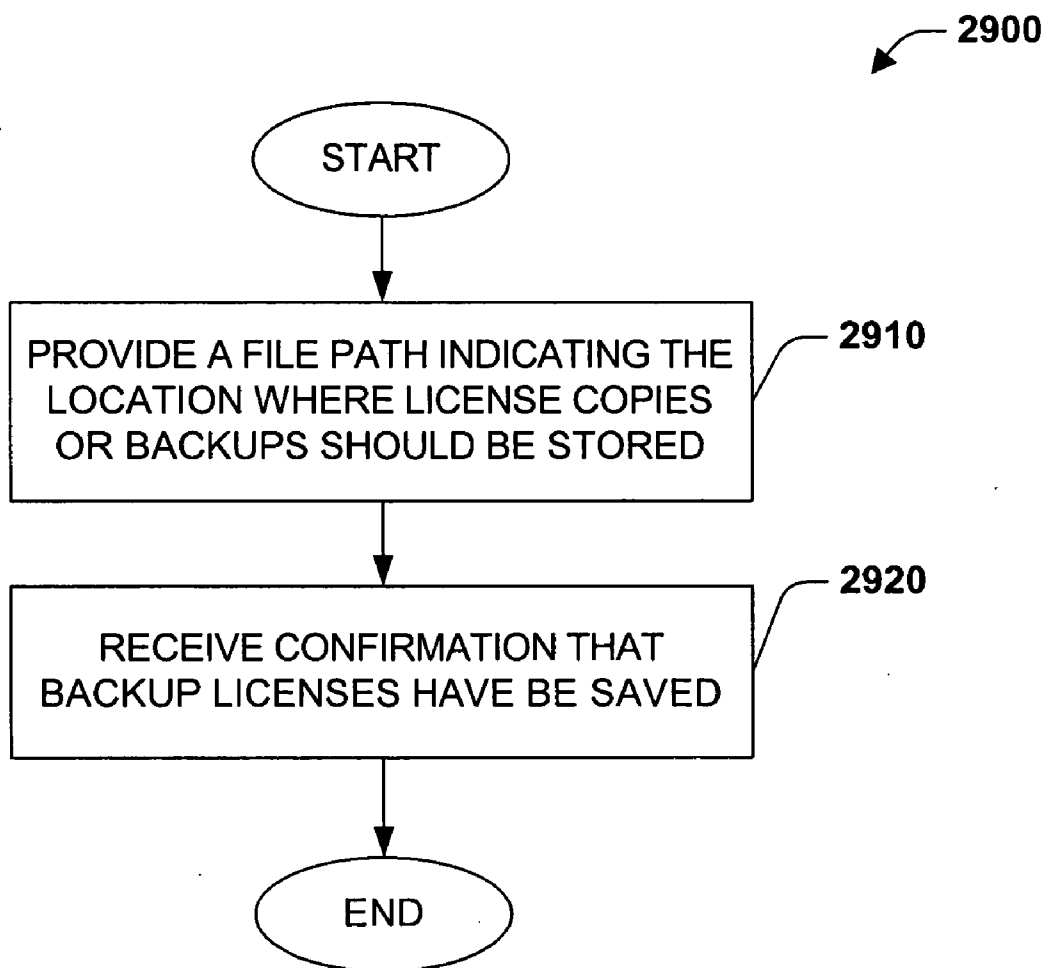 2900
START
PROVIDE A FILE PATH INDICATING THE
LOCATION WHERE LICENSE COPIES
OR BACKUPS SHOULD BE STORED
2910
RECEIVE CONFIRMATION THAT
BACKUP LICENSES HAVE BE SAVED
2920
END